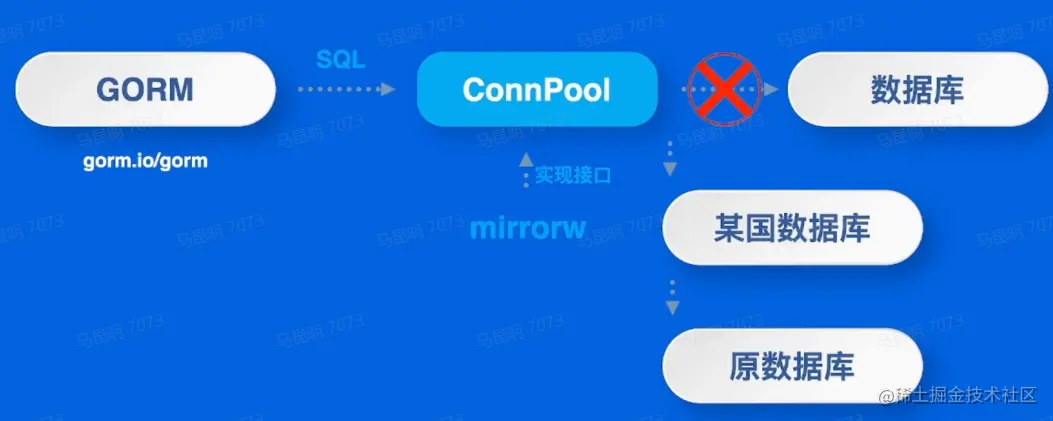 SQL
GORM
ConnPool
数据库
gorm.io/gorm
实现接口
mirrorw
某国数据库
原数据库
@稀土掘金技术社区
马昆明 7073